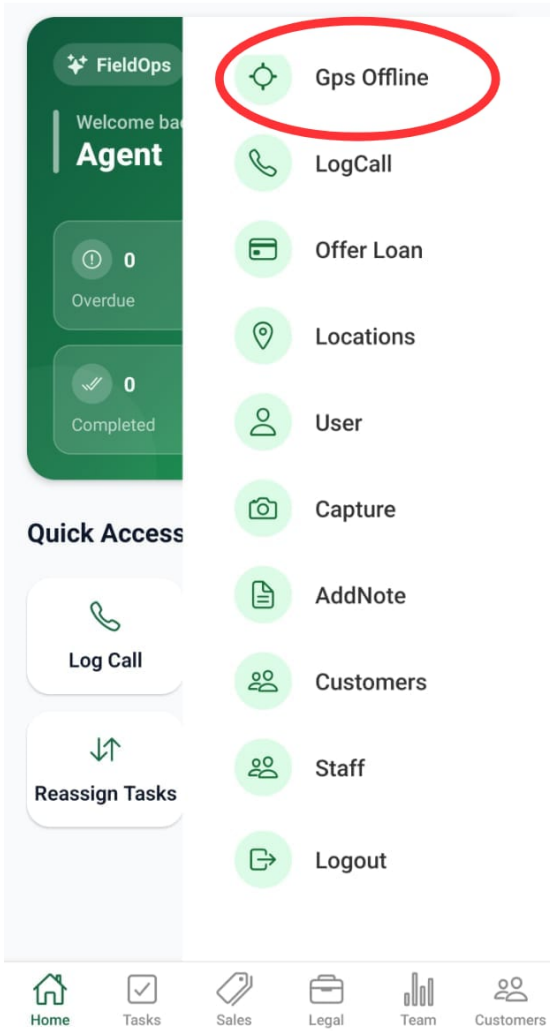 FieldOps
Welcome bac
Agent
0
Overdue
0
Completed
Quick Access
Log Call
Reassign Tasks
Gps Offline
LogCall
Offer Loan
Locations
User
Capture
AddNote
Customers
Staff
Logout
Home
Tasks
Sales
Legal
Team
Customers